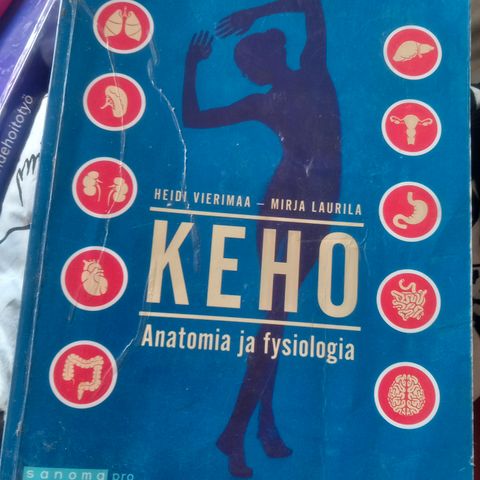 HEIDI VIERIMAA – MIRJA LAURILA
KEHO
Anatomia ja fysiologia
sanoma pro